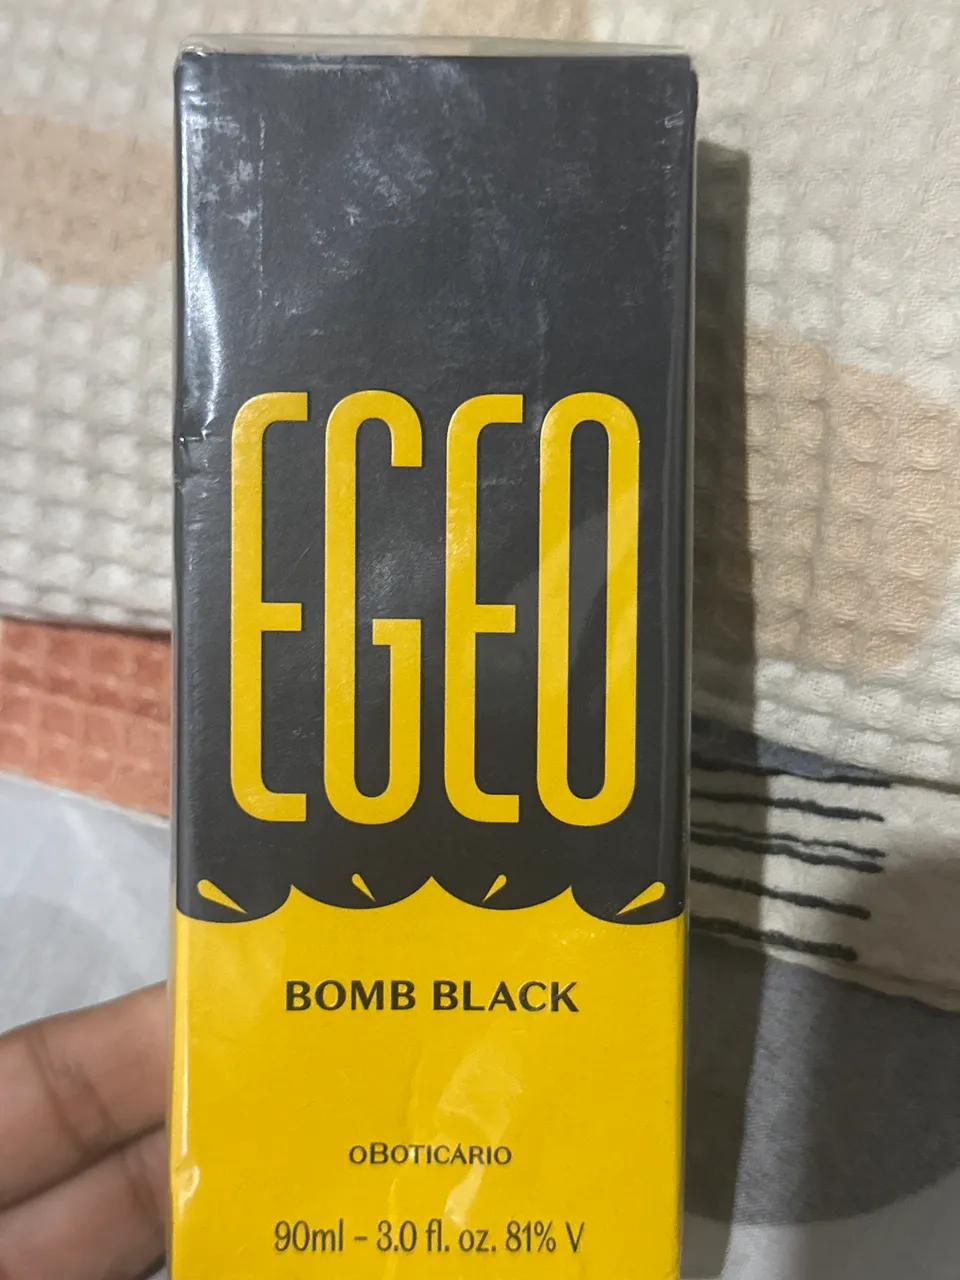 EGEO
BOMB BLACK
oBOTICÁRIO
90ml - 3.0 fl. oz. 81% V